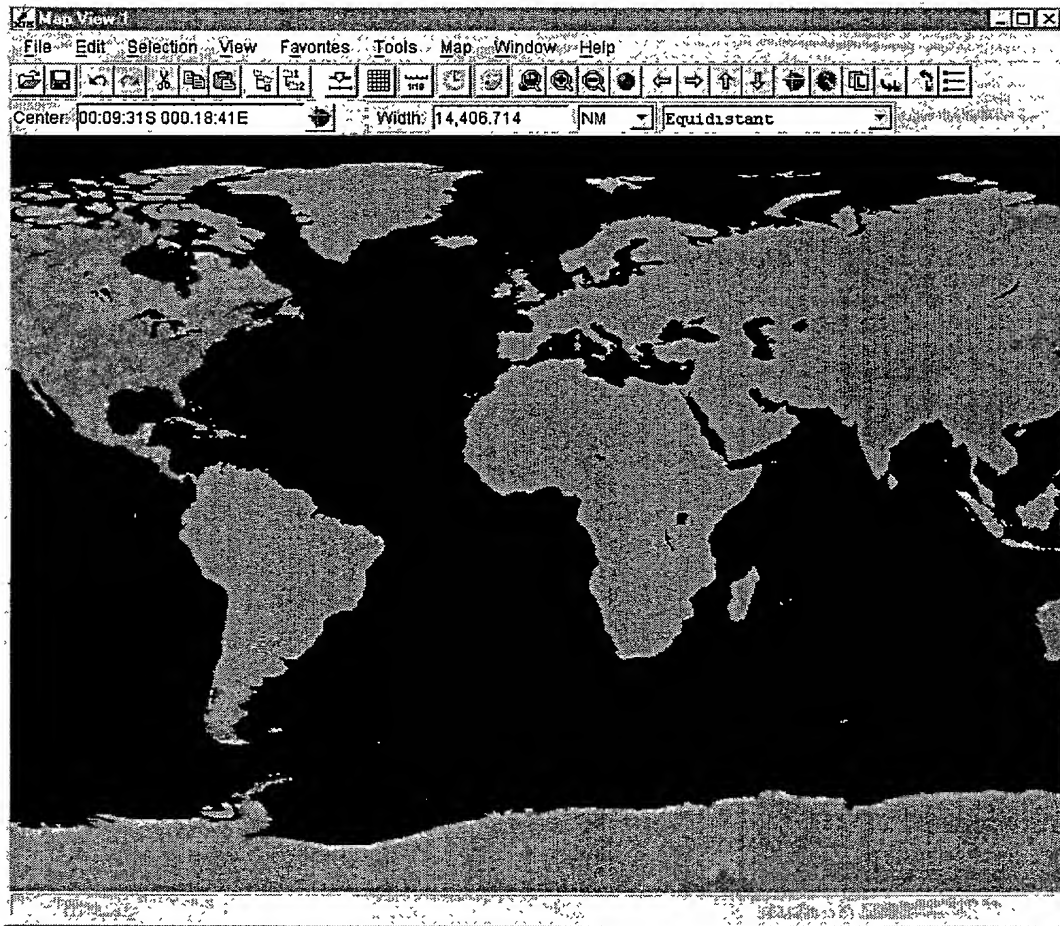 Map View 1
File Edit Selection View Favorites Tools Map Window Help
Center: 00:09:31S 000.18:41E Width: 14,406.714 NM Equidistant